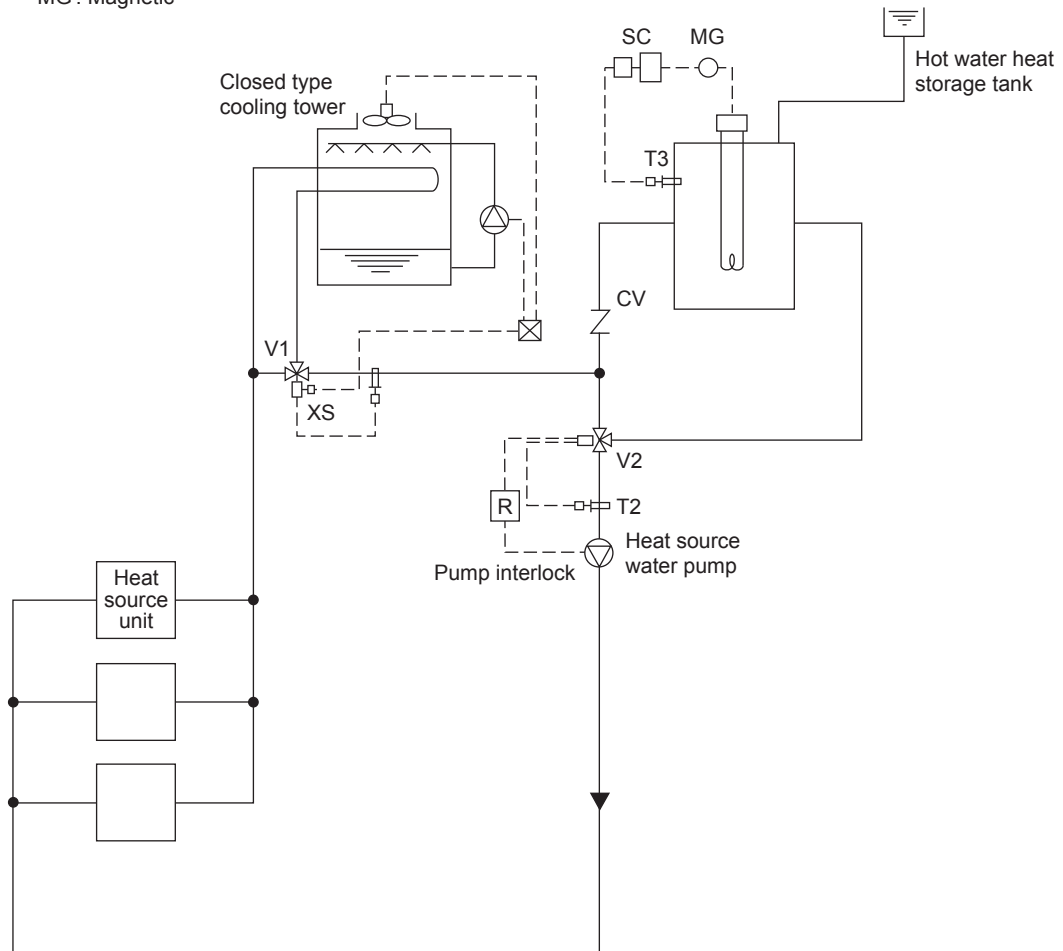 MG : Magnetic
SC
MG
Hot water heat
storage tank
Closed type
cooling tower
T3
CV
V1
XS
V2
R
T2
Heat source
water pump
Pump interlock
Heat
source
unit